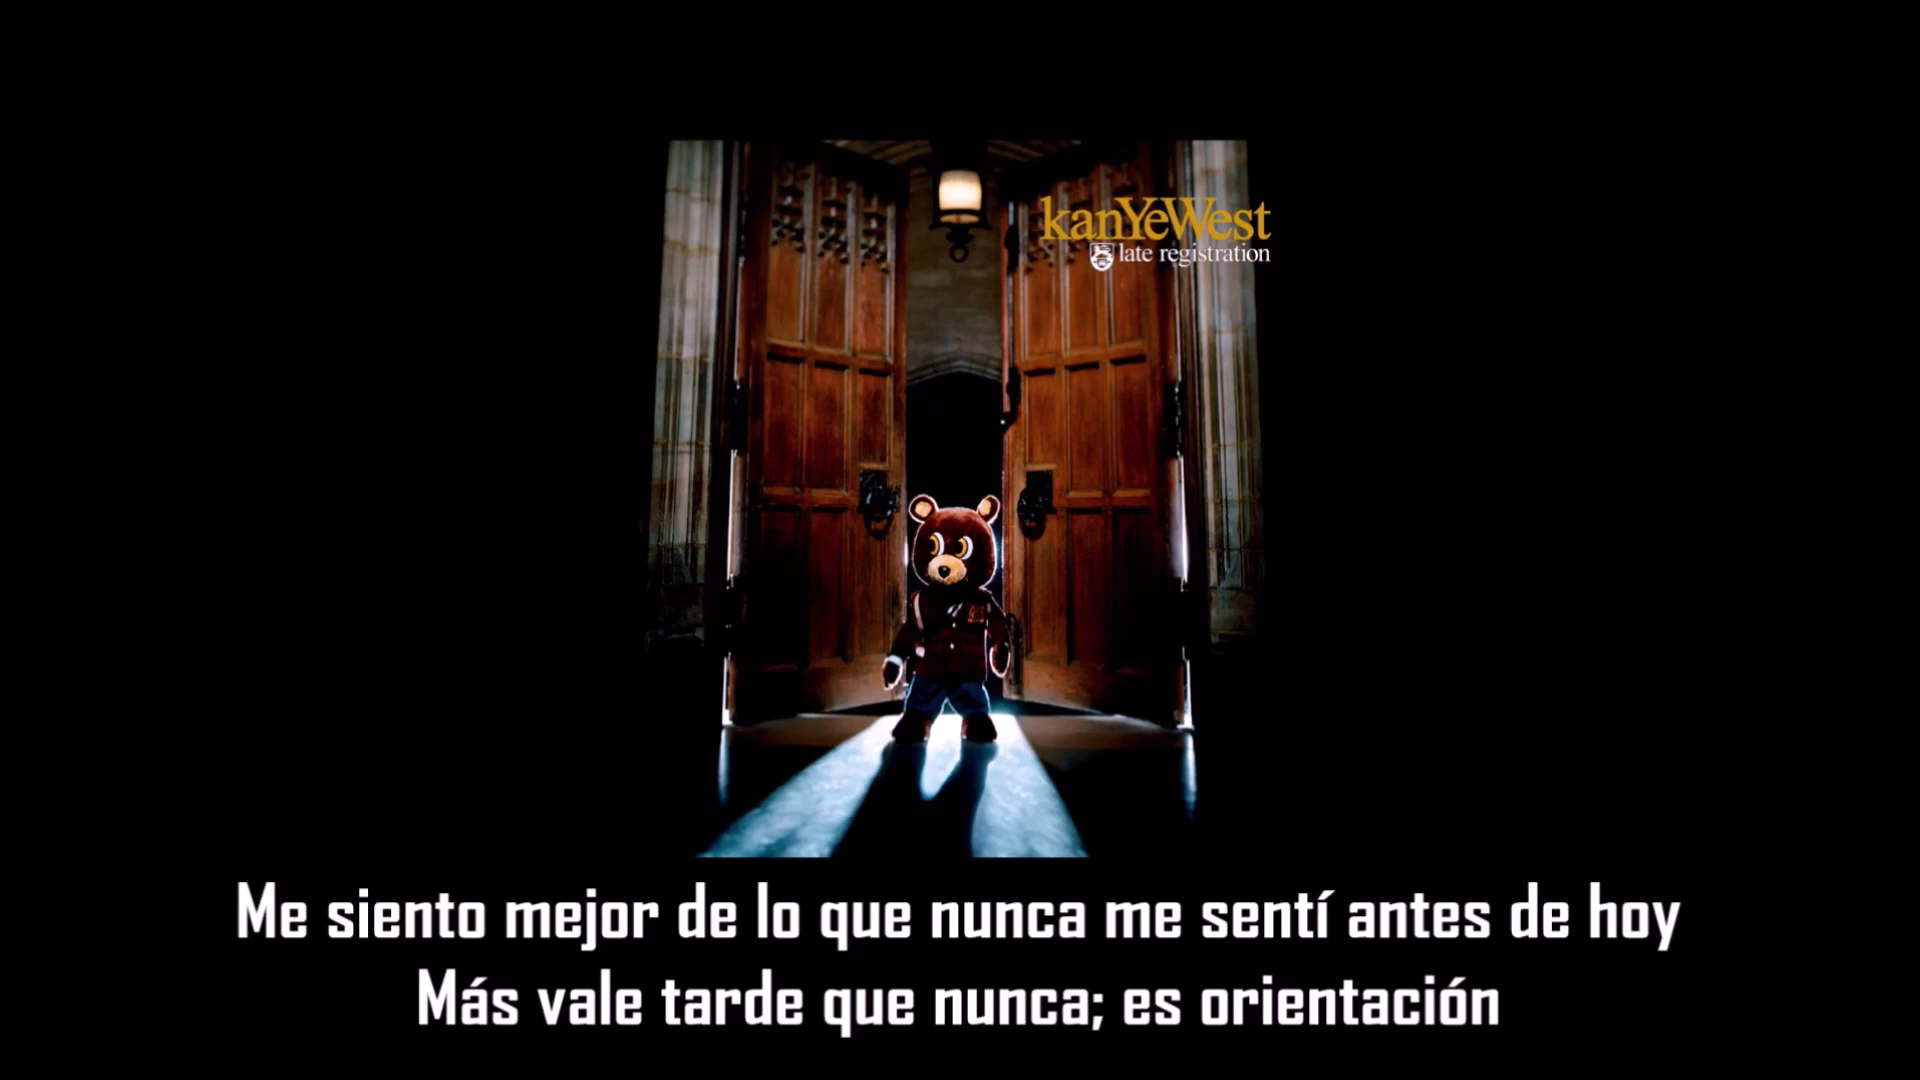 kanYeWest
late registration
Me siento mejor de lo que nunca me sentí antes de hoy
Más vale tarde que nunca; es orientación